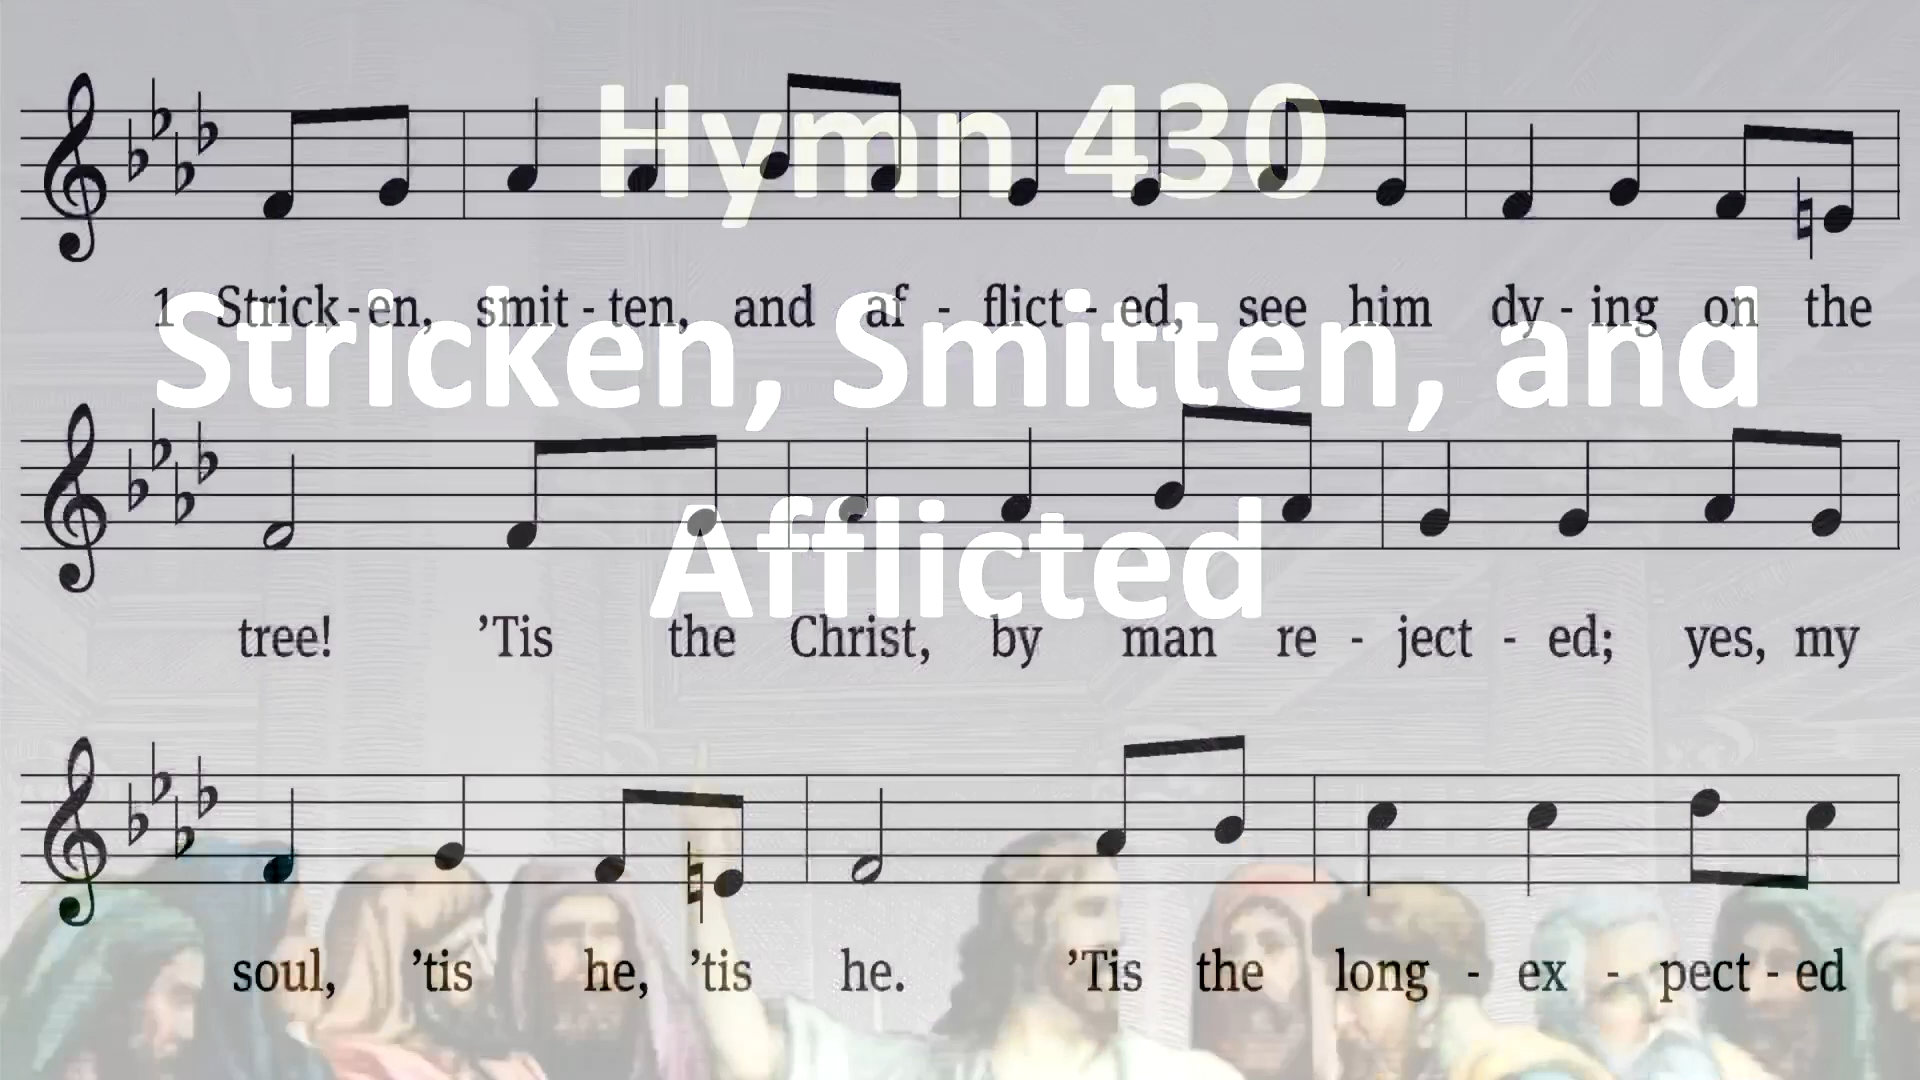 Hymn 430
1 Strick - en, smit - ten, and af - flict - ed, see him dy - ing on the
Stricken, Smitten, and
Afflicted
tree! ’Tis the Christ, by man re - ject - ed; yes, my
soul, ’tis he, ’tis he. ’Tis the long - ex - pect - ed